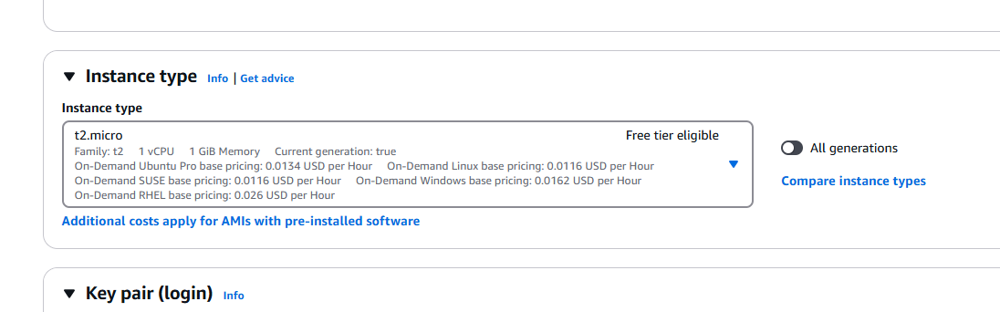 Instance type Info | Get advice
Instance type
t2.micro Free tier eligible
Family: t2 1 vCPU 1 GiB Memory Current generation: true
On-Demand Ubuntu Pro base pricing: 0.0134 USD per Hour On-Demand Linux base pricing: 0.0116 USD per Hour
On-Demand SUSE base pricing: 0.0116 USD per Hour On-Demand Windows base pricing: 0.0162 USD per Hour
On-Demand RHEL base pricing: 0.026 USD per Hour
All generations
Compare instance types
Additional costs apply for AMIs with pre-installed software
Key pair (login) Info